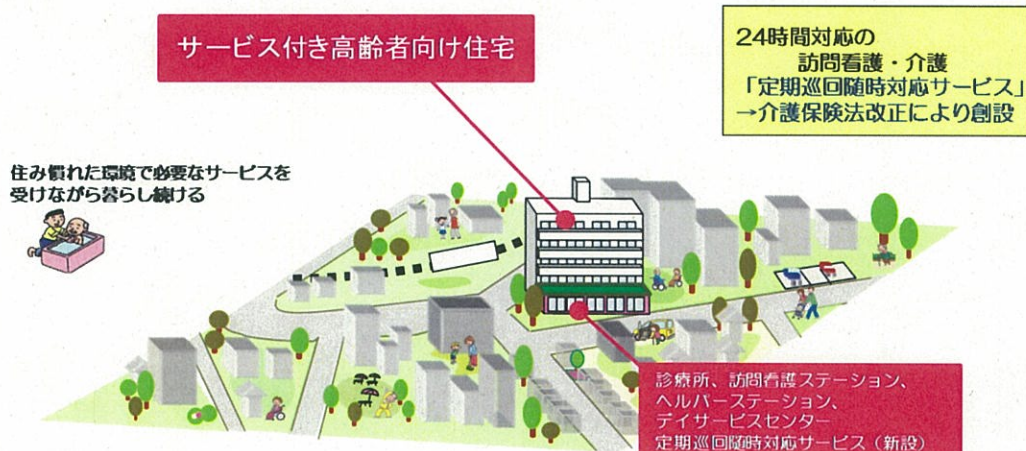 サービス付き高齢者向け住宅
24時間対応の
訪問看護・介護
「定期巡回随時対応サービス」
→介護保険法改正により創設
住み慣れた環境で必要なサービスを
受けながら暮らし続ける
診療所、訪問看護ステーション、
ヘルパーステーション、
デイサービスセンター
定期巡回随時対応サービス（新設）